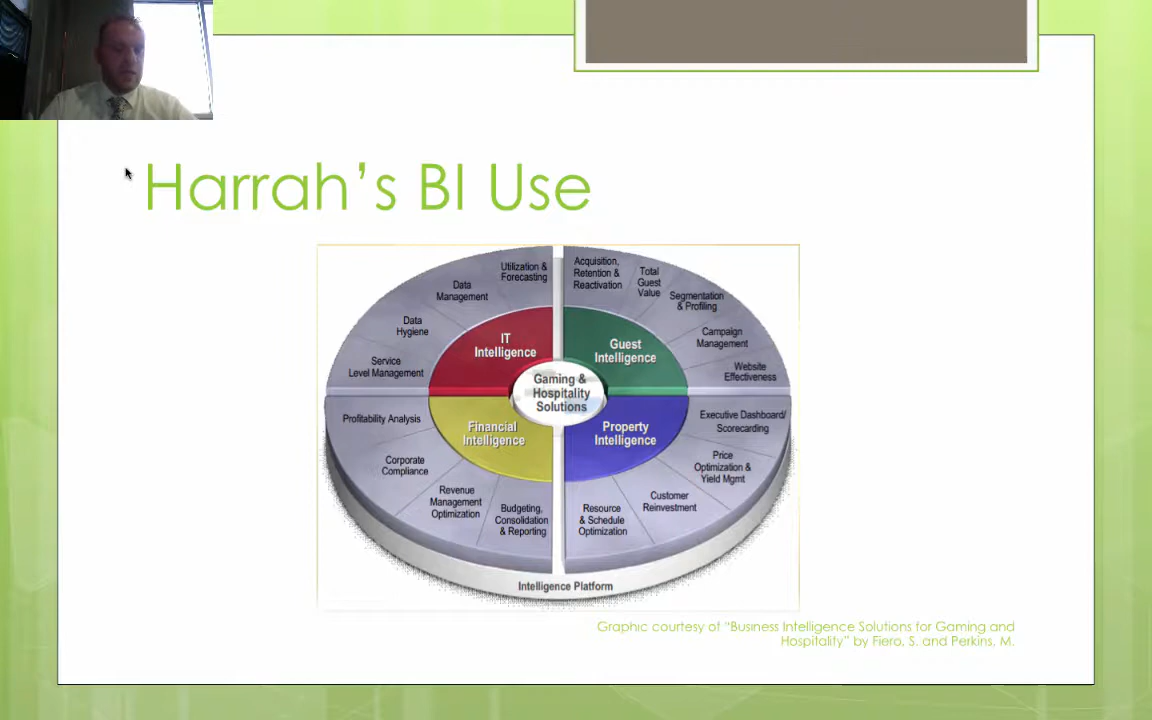 Harrah's BI Use
Utilization &
Forecasting
Data
Management
Data
Hygiene
Service
Level Management
IT
Intelligence
Acquisition,
Retention &
Reactivation
Total
Guest
Value
Segmentation
& Profiling
Campaign
Management
Website
Effectiveness
Guest
Intelligence
Gaming &
Hospitality
Solutions
Profitability Analysis
Corporate
Compliance
Revenue
Management
Optimization
Budgeting,
Consolidation
& Reporting
Financial
Intelligence
Property
Intelligence
Executive Dashboard/
Scorecarding
Price
Optimization &
Yield Mgmt
Customer
Reinvestment
Resource
& Schedule
Optimization
Intelligence Platform
Graphic courtesy of "Business Intelligence Solutions for Gaming and
Hospitality" by Fiero, S. and Perkins, M.